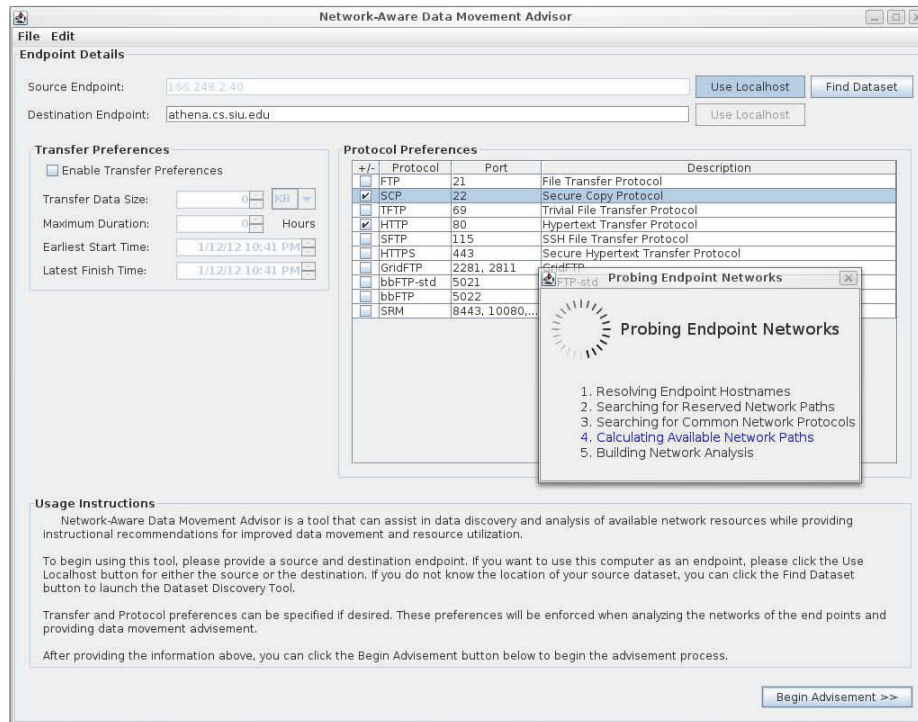 Network-Aware Data Movement Advisor
File Edit
Endpoint Details
Source Endpoint: 166.248.2.40 Use Localhost Find Dataset
Destination Endpoint: athena.cs.siu.edu Use Localhost
Transfer Preferences
Enable Transfer Preferences
Transfer Data Size: 0 KB
Maximum Duration: 0 Hours
Earliest Start Time: 1/12/12 10:41 PM
Latest Finish Time: 1/12/12 10:41 PM
Protocol Preferences
+/- Protocol Port Description
FTP 21 File Transfer Protocol
SCP 22 Secure Copy Protocol
TFTP 69 Trivial File Transfer Protocol
HTTP 80 Hypertext Transfer Protocol
SFTP 115 SSH File Transfer Protocol
HTTPS 443 Secure Hypertext Transfer Protocol
GridFTP 2281, 2811 GridFTP
bbFTP-std 5021 FTP-std
bbFTP 5022
SRM 8443, 10080,...
Probing Endpoint Networks
Probing Endpoint Networks
1. Resolving Endpoint Hostnames
2. Searching for Reserved Network Paths
3. Searching for Common Network Protocols
4. Calculating Available Network Paths
5. Building Network Analysis
Usage Instructions
Network-Aware Data Movement Advisor is a tool that can assist in data discovery and analysis of available network resources while providing
instructional recommendations for improved data movement and resource utilization.
To begin using this tool, please provide a source and destination endpoint. If you want to use this computer as an endpoint, please click the Use
Localhost button for either the source or the destination. If you do not know the location of your source dataset, you can click the Find Dataset
button to launch the Dataset Discovery Tool.
Transfer and Protocol preferences can be specified if desired. These preferences will be enforced when analyzing the networks of the end points and
providing data movement advisement.
After providing the information above, you can click the Begin Advisement button below to begin the advisement process.
Begin Advisement >>